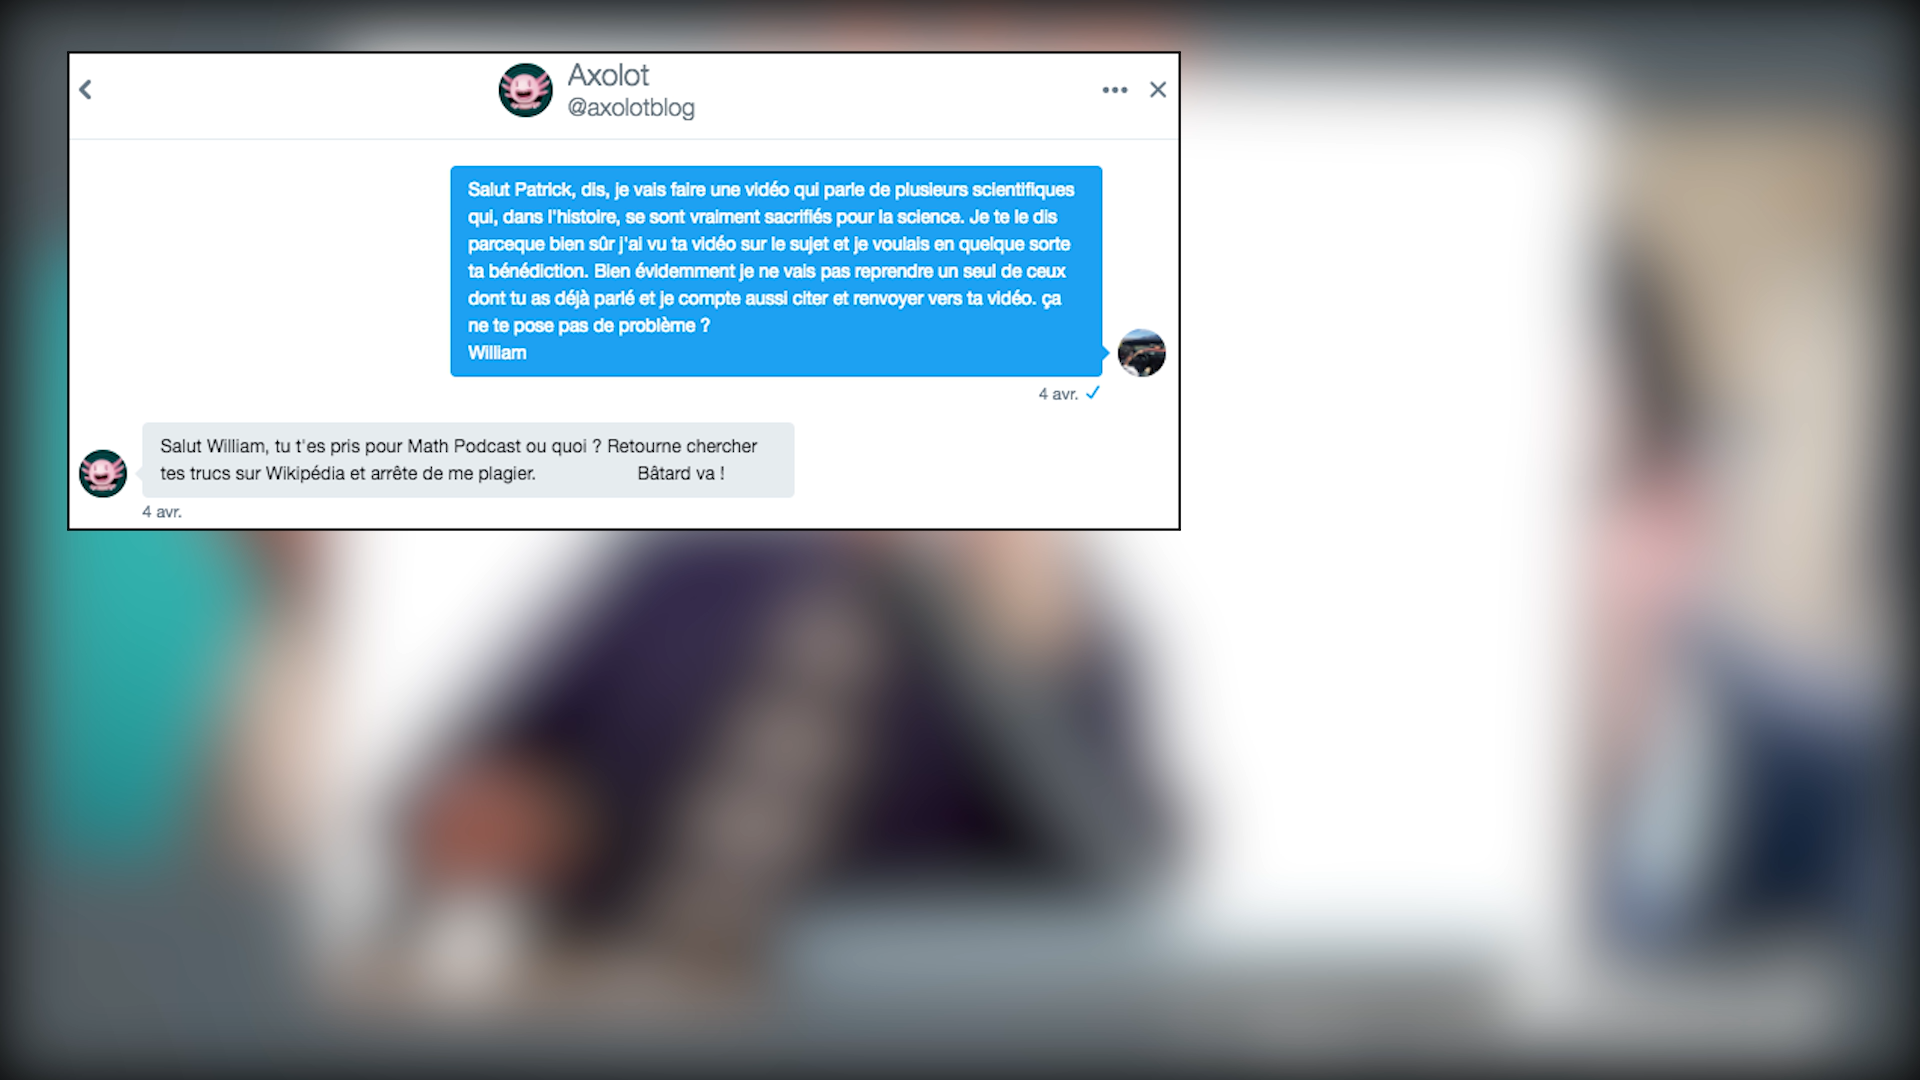 Axolot
@axolotblog
Salut Patrick, dis, je vais faire une vidéo qui parle de plusieurs scientifiques
qui, dans l'histoire, se sont vraiment sacrifiés pour la science. Je te le dis
parceque bien sûr j'ai vu ta vidéo sur le sujet et je voulais en quelque sorte
ta bénédiction. Bien évidemment je ne vais pas reprendre un seul de ceux
dont tu as déjà parlé et je compte aussi citer et renvoyer vers ta vidéo. ça
ne te pose pas de problème ?
William
4 avr.
Salut William, tu t'es pris pour Math Podcast ou quoi ? Retourne chercher
tes trucs sur Wikipédia et arrête de me plagier. Bâtard va !
4 avr.